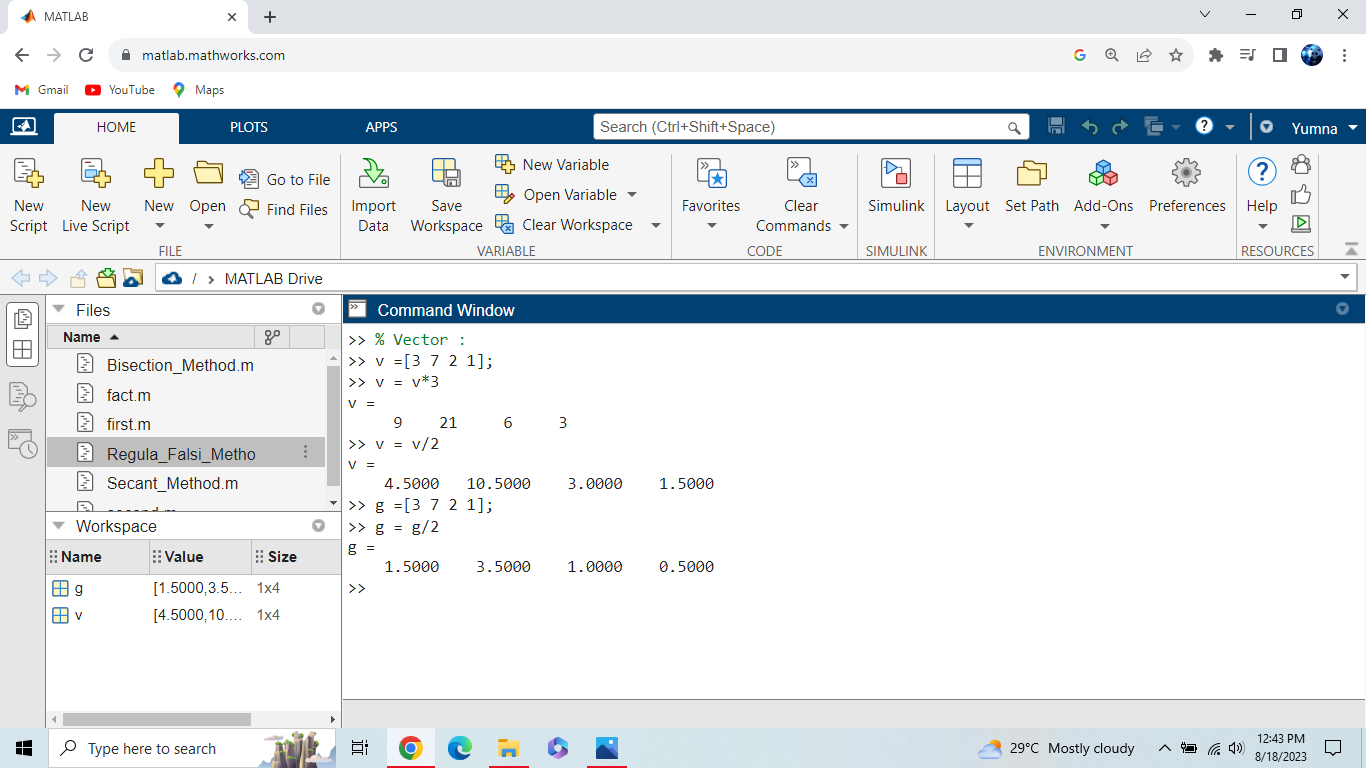 MATLAB
matlab.mathworks.com
Gmail YouTube Maps
HOME PLOTS APPS Search (Ctrl+Shift+Space) Yumna
New Script
New Live Script
New
Open
Go to File
Find Files
FILE
Import Data
Save Workspace
New Variable
Open Variable
Clear Workspace
VARIABLE
Favorites
Clear Commands
CODE
Simulink
SIMULINK
Layout
Set Path
Add-Ons
Preferences
ENVIRONMENT
Help
RESOURCES
/ > MATLAB Drive
Files
Name
Bisection_Method.m
fact.m
first.m
Regula_Falsi_Metho
Secant_Method.m
Workspace
Name Value Size
g [1.5000,3.5... 1x4
v [4.5000,10.... 1x4
Command Window
>> % Vector :
>> v =[3 7 2 1];
>> v = v*3
v =
9 21 6 3
>> v = v/2
v =
4.5000 10.5000 3.0000 1.5000
>> g =[3 7 2 1];
>> g = g/2
g =
1.5000 3.5000 1.0000 0.5000
>>
Type here to search
29°C Mostly cloudy
12:43 PM
8/18/2023